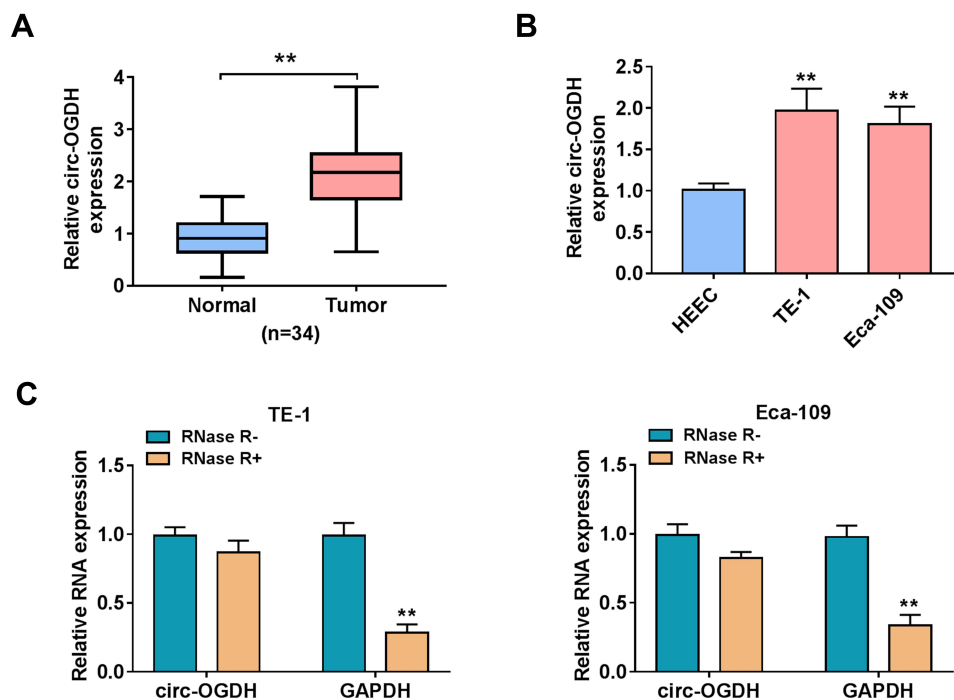 A
Relative circ-OGDH
expression
4
3
2
1
0
**
Normal
Tumor
(n=34)
B
Relative circ-OGDH
expression
2.5
2.0
1.5
1.0
0.5
0.0
**
**
HEEC
TE-1
Eca-109
C
TE-1
RNase R-
RNase R+
Relative RNA expression
1.5
1.0
0.5
0.0
**
circ-OGDH
GAPDH
Eca-109
RNase R-
RNase R+
Relative RNA expression
1.5
1.0
0.5
0.0
**
circ-OGDH
GAPDH